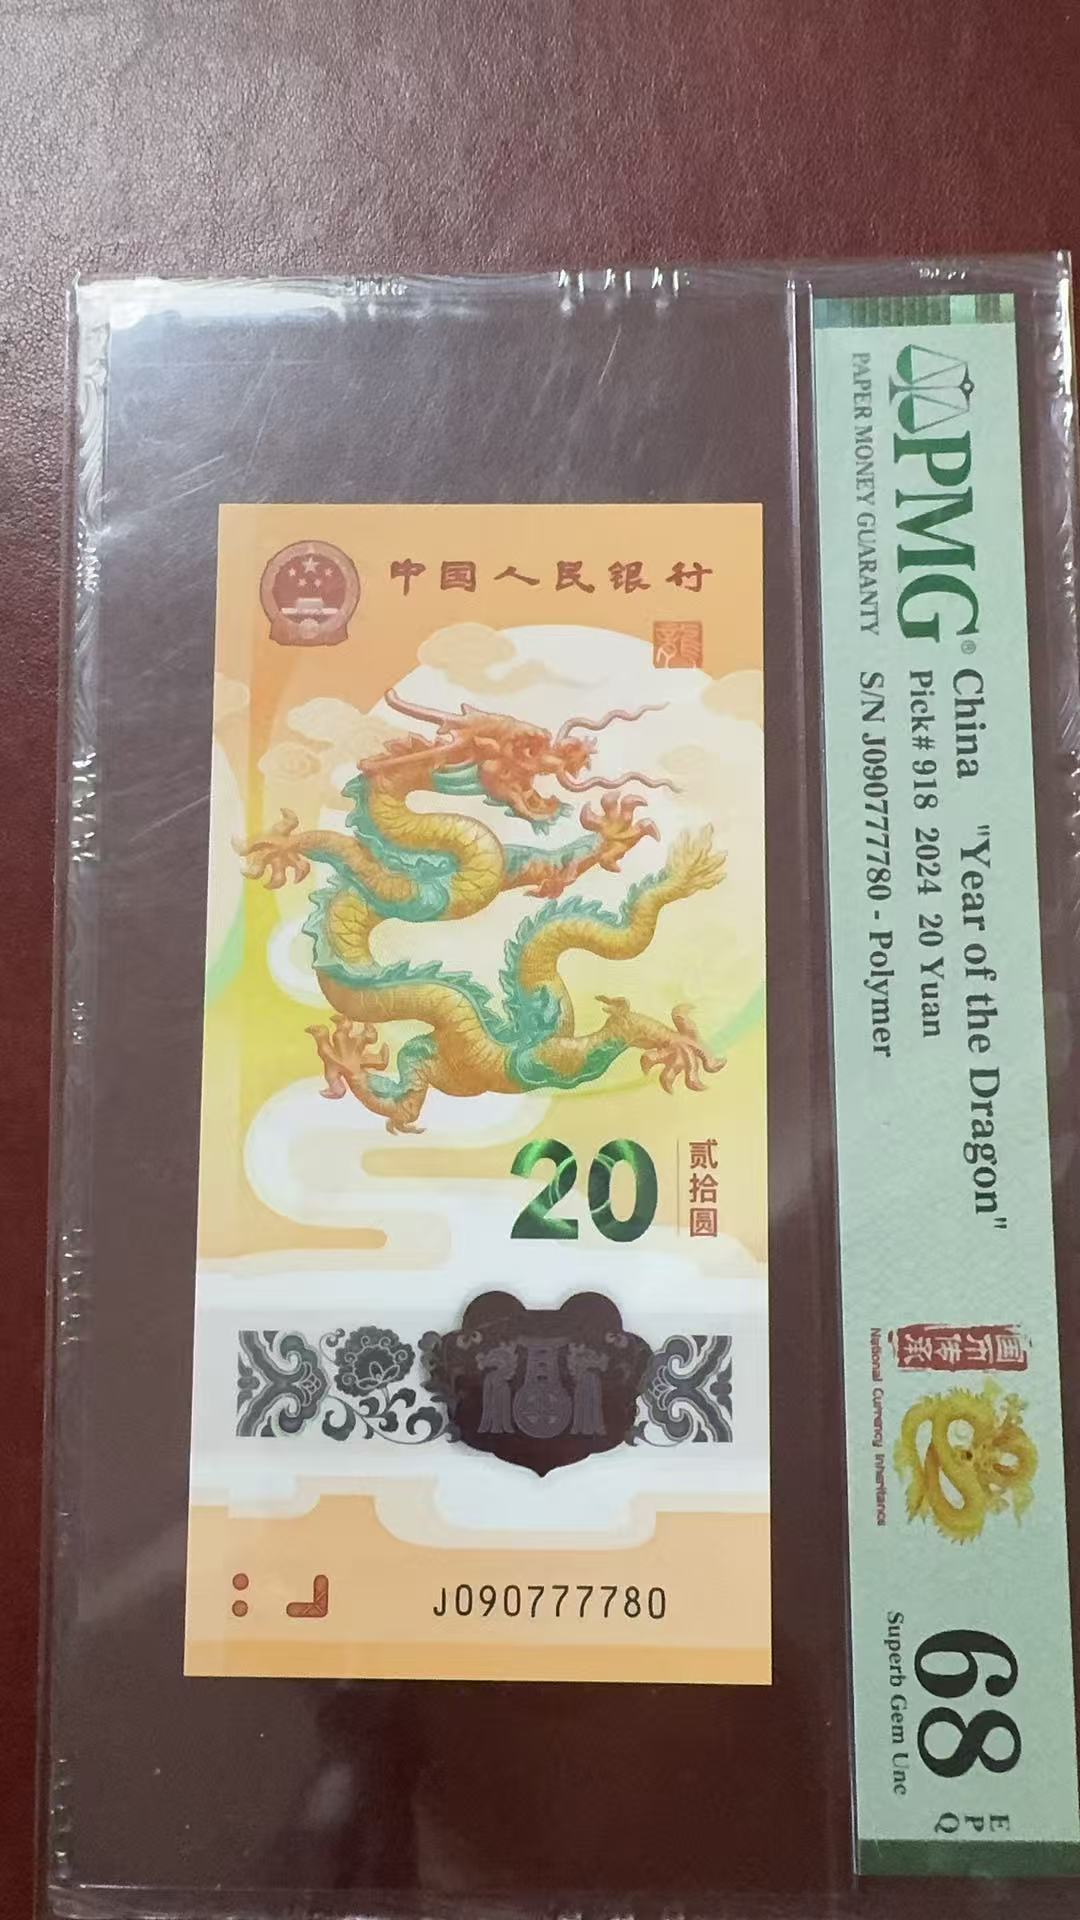 中国人民银行
龍
20
贰拾圆
J090777780
PMG®
PAPER MONEY GUARANTY
China "Year of the Dragon"
Pick# 918 2024 20 Yuan
S/N J090777780 - Polymer
国币传承
National Currency Inheritance
68
Superb Gem Unc
E
P
Q